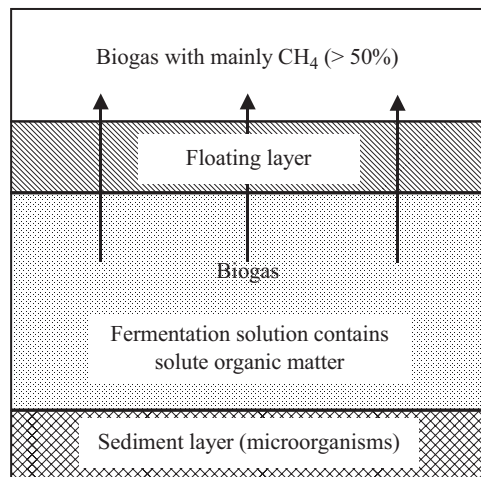 Biogas with mainly CH₄ (> 50%)
Floating layer
Biogas
Fermentation solution contains
solute organic matter
Sediment layer (microorganisms)